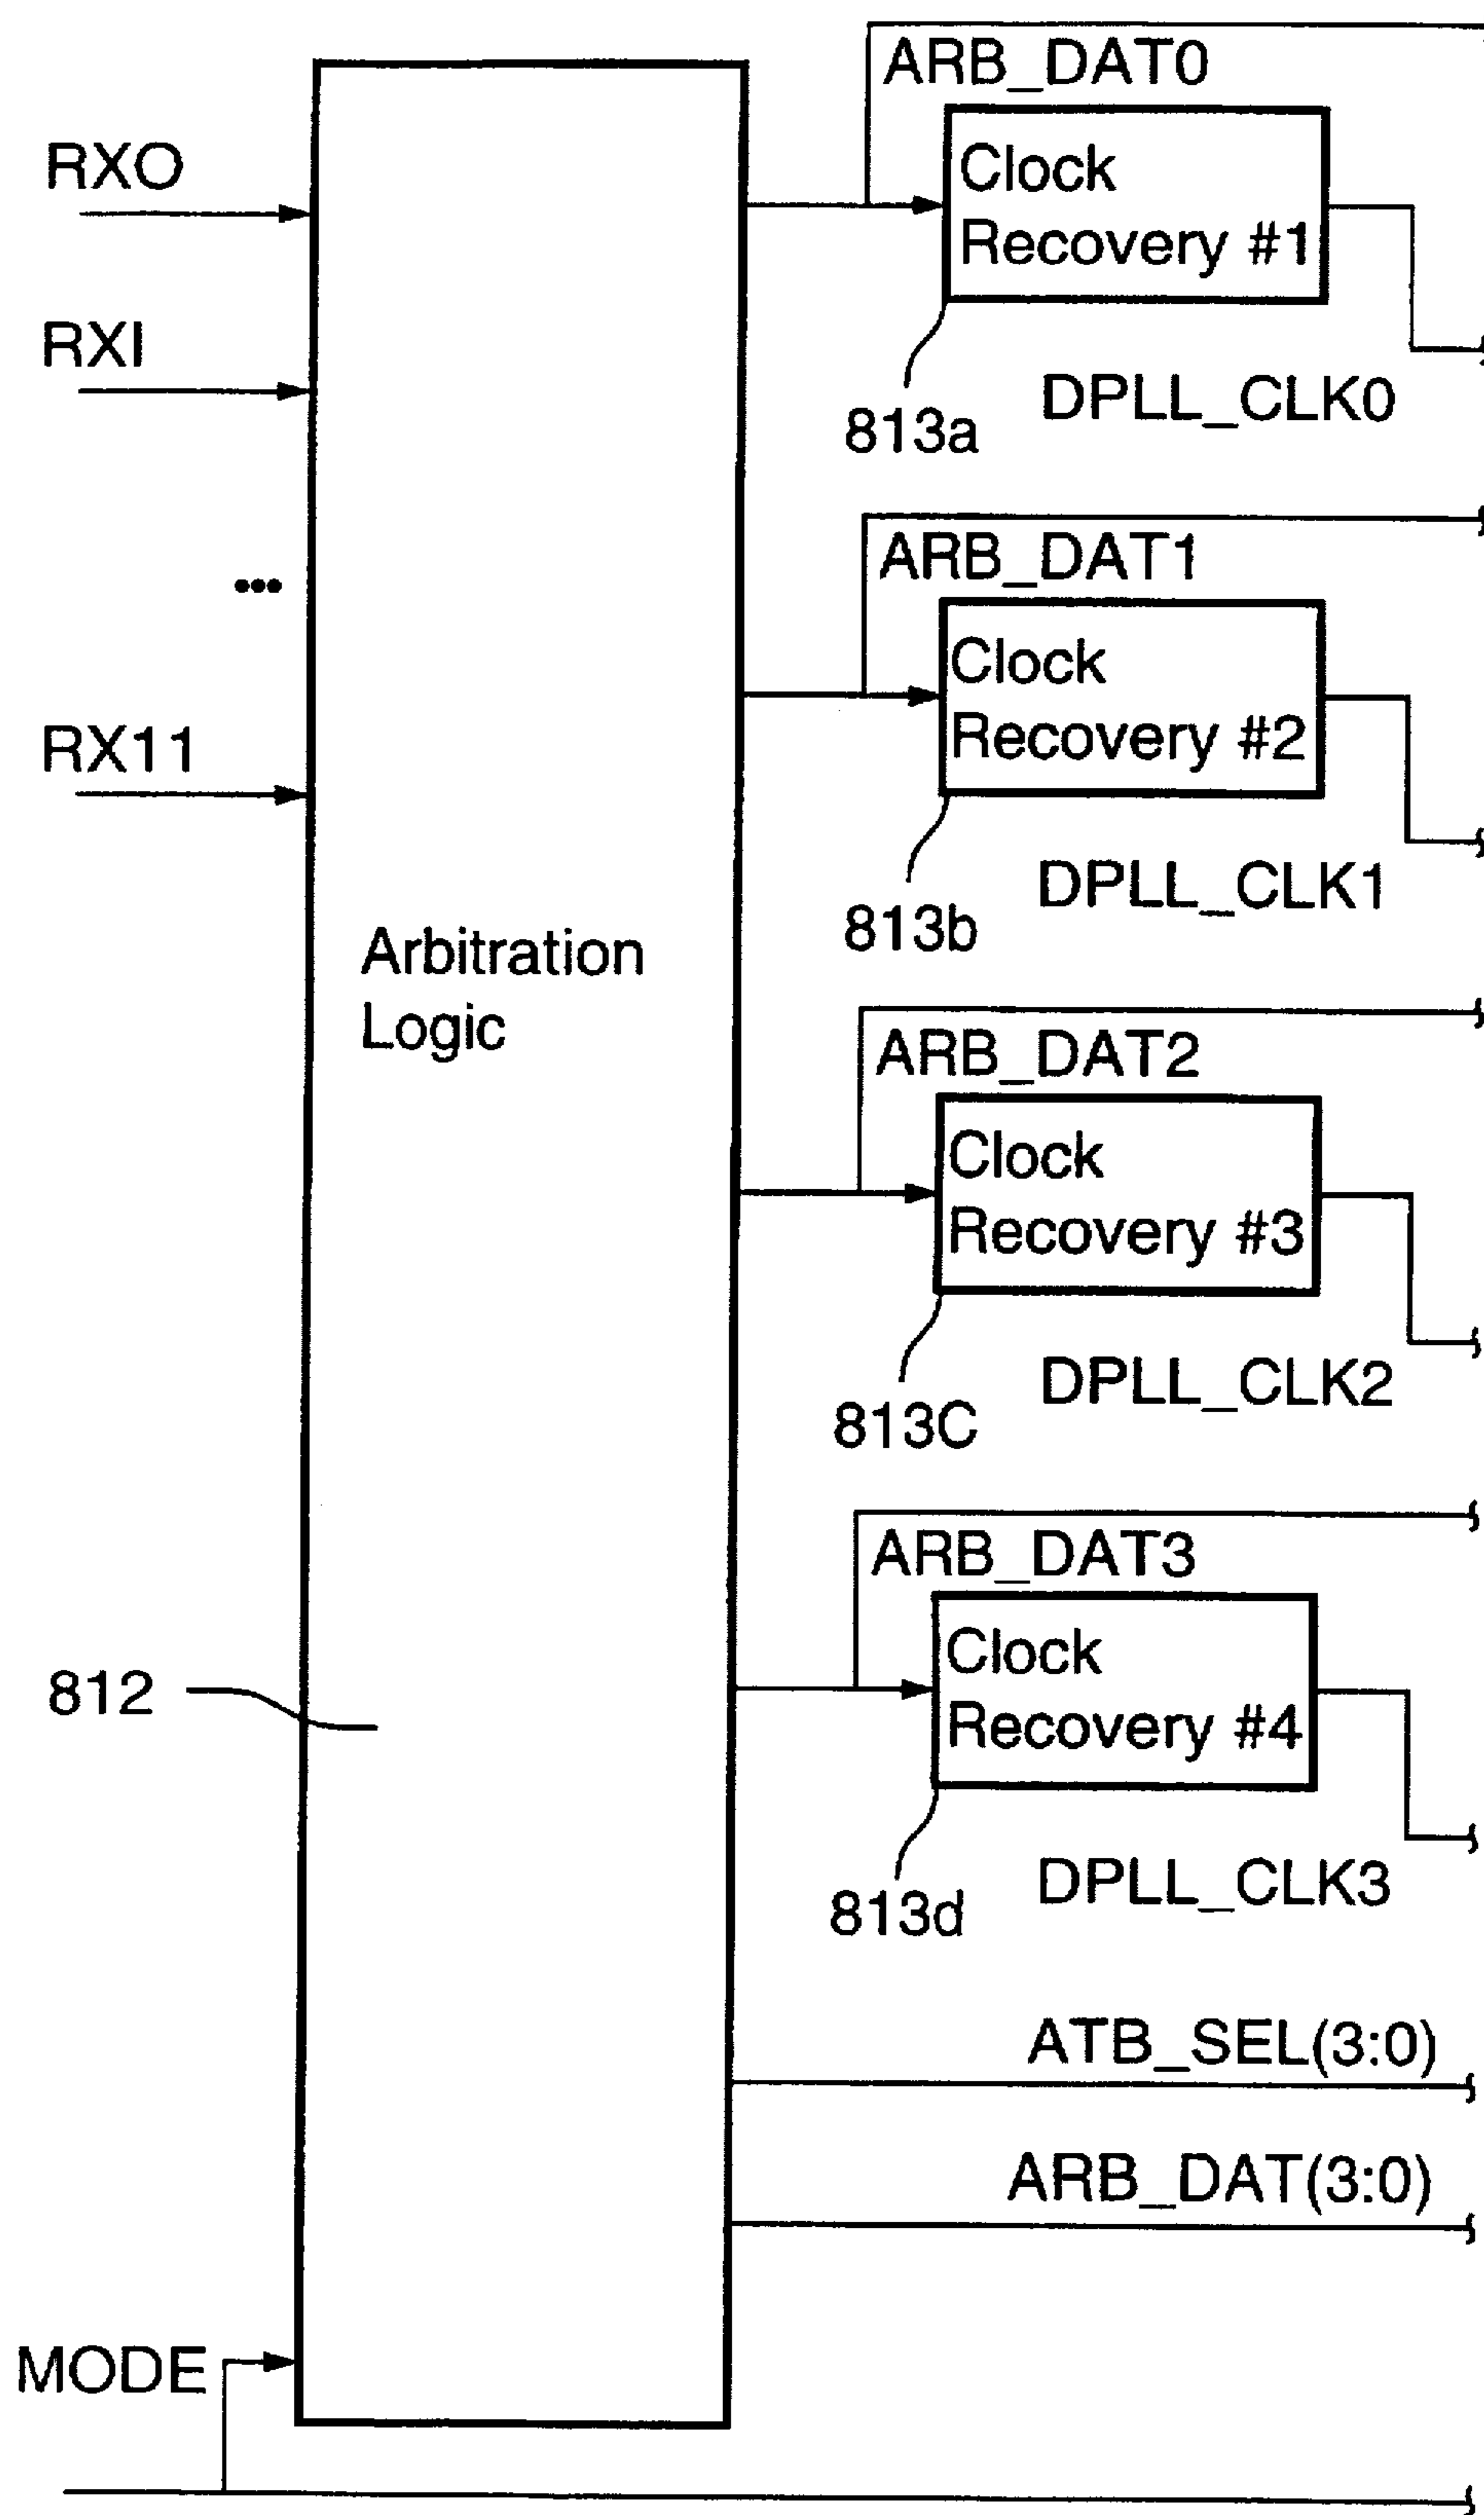 ARB_DAT0
RXO
Clock
Recovery #1
RXI
DPLL_CLK0
813a
ARB_DAT1
•••
Clock
Recovery #2
RX11
DPLL_CLK1
813b
Arbitration
Logic
ARB_DAT2
Clock
Recovery #3
DPLL_CLK2
813C
ARB_DAT3
Clock
Recovery #4
812
DPLL_CLK3
813d
ATB_SEL(3:0)
ARB_DAT(3:0)
MODE